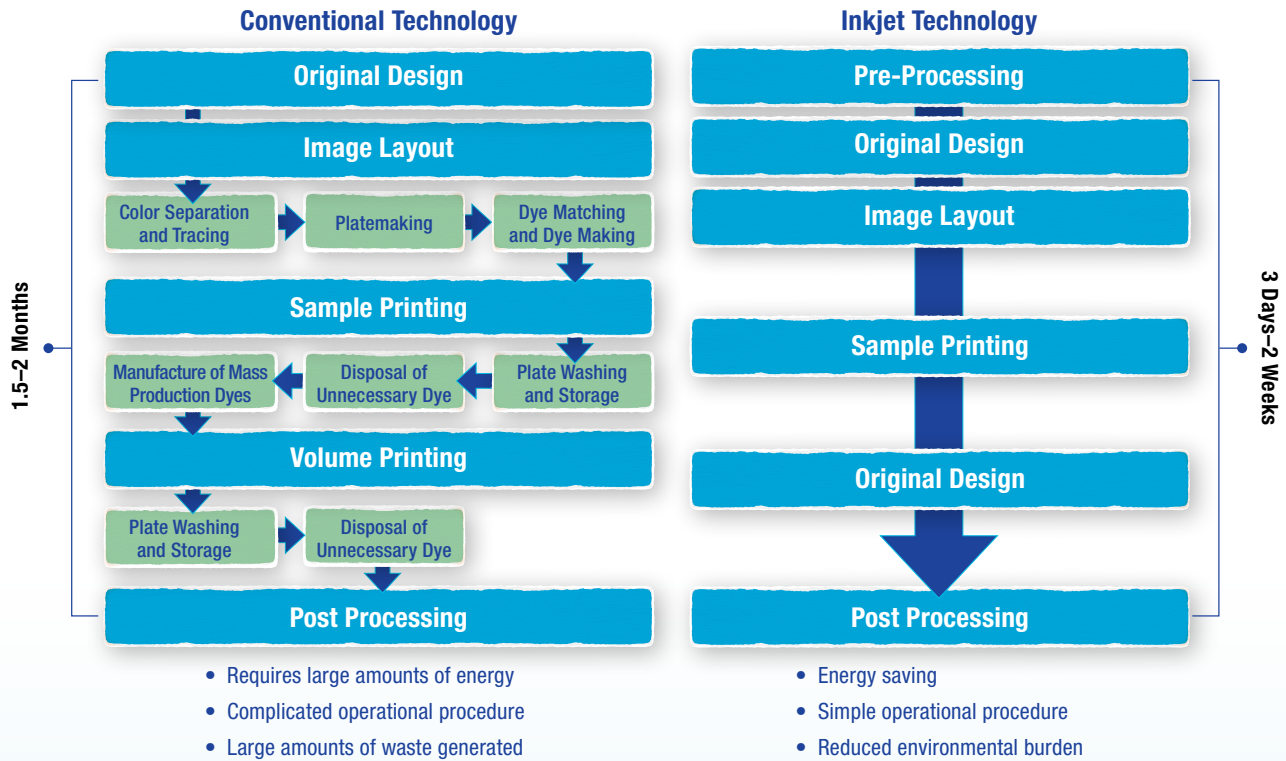 Conventional Technology
Original Design
Image Layout
Color Separation
and Tracing
Platemaking
Dye Matching
and Dye Making
Sample Printing
Manufacture of Mass
Production Dyes
Disposal of
Unnecessary Dye
Plate Washing
and Storage
Volume Printing
Plate Washing
and Storage
Disposal of
Unnecessary Dye
Post Processing
1.5–2 Months
• Requires large amounts of energy
• Complicated operational procedure
• Large amounts of waste generated
Inkjet Technology
Pre-Processing
Original Design
Image Layout
Sample Printing
Original Design
Post Processing
3 Days–2 Weeks
• Energy saving
• Simple operational procedure
• Reduced environmental burden